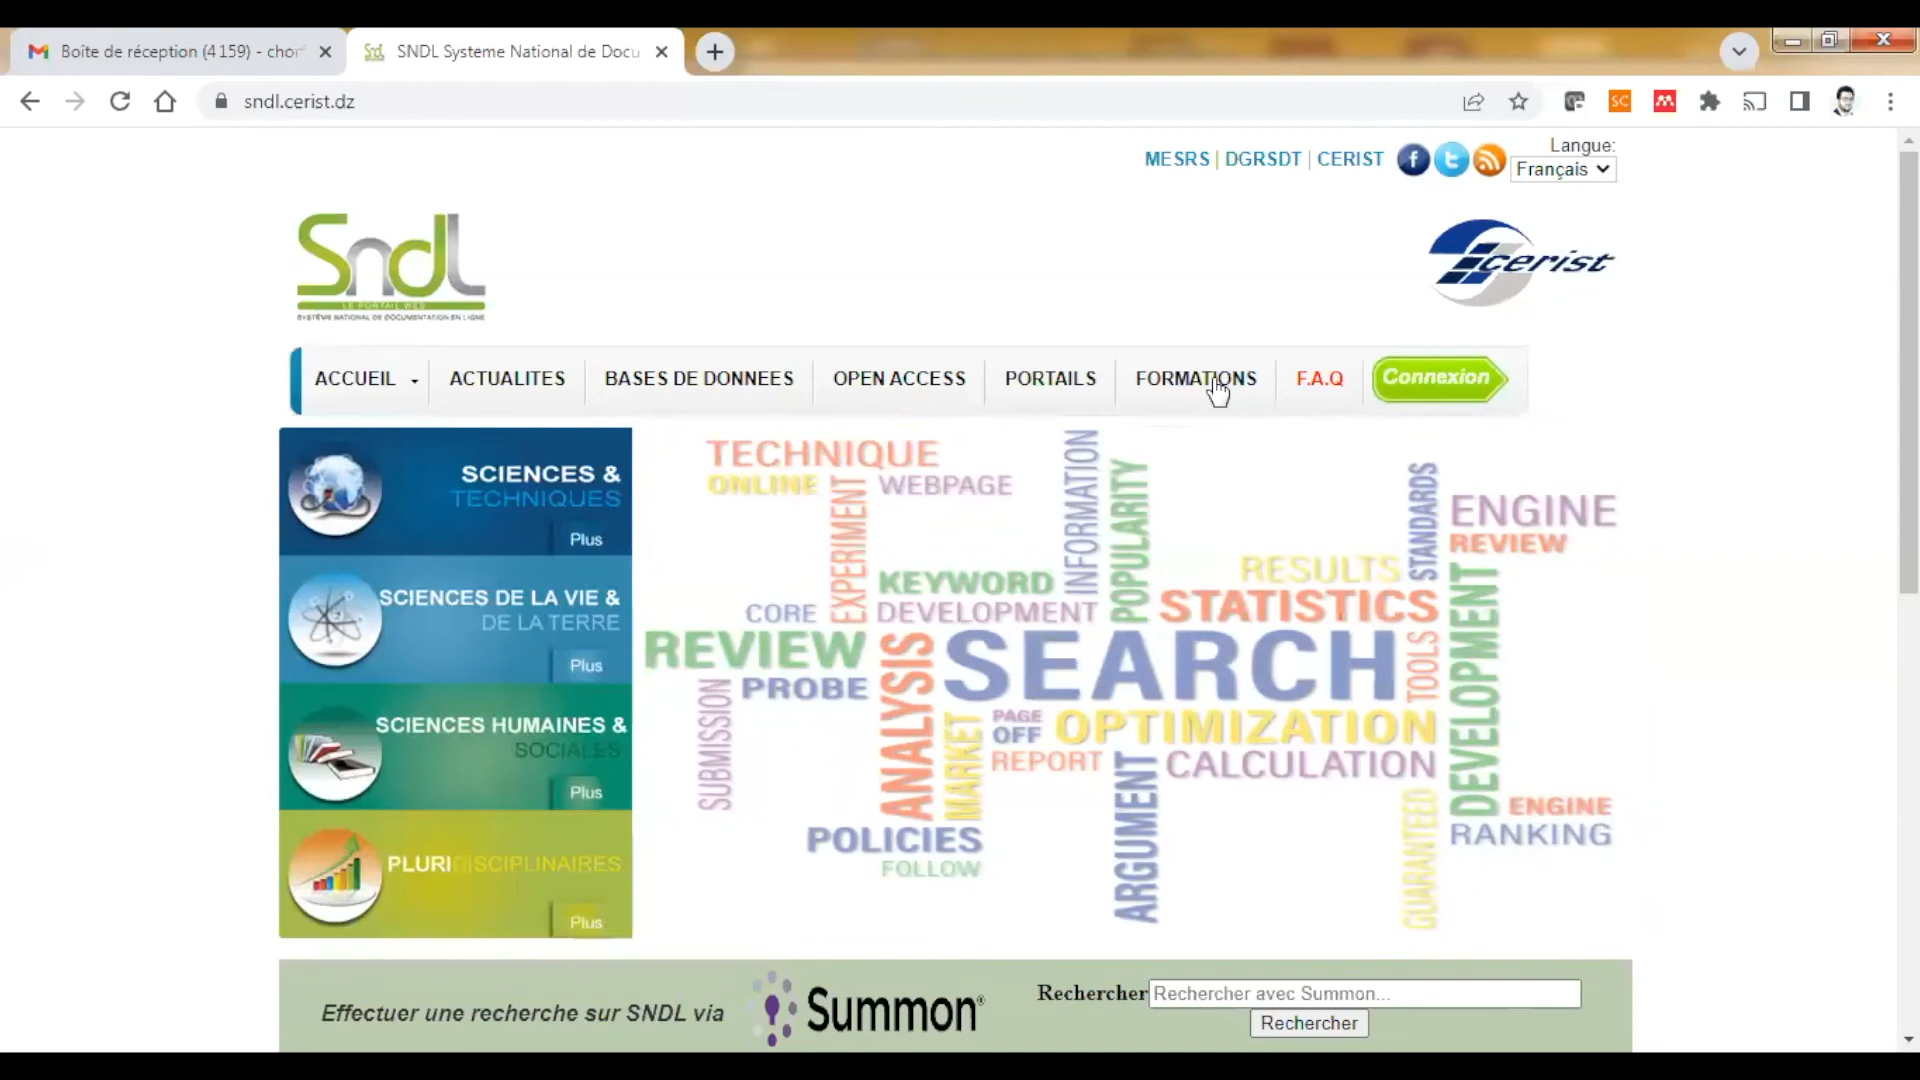 Boîte de réception (4 159) - chor
SNDL Systeme National de Docu
sndl.cerist.dz
SC
MESRS | DGRSDT | CERIST
Langue:
Français
Sndl
LE PORTAIL WEB
SYSTÈME NATIONAL DE DOCUMENTATION EN LIGNE
cerist
ACCUEIL
ACTUALITES
BASES DE DONNEES
OPEN ACCESS
PORTAILS
FORMATIONS
F.A.Q
Connexion
SCIENCES &
TECHNIQUES
Plus
SCIENCES DE LA VIE &
DE LA TERRE
Plus
SCIENCES HUMAINES &
SOCIALES
Plus
PLURIDISCIPLINAIRES
Plus
TECHNIQUE
ONLINE
WEBPAGE
EXPERIMENT
INFORMATION
POPULARITY
STANDARDS
ENGINE
REVIEW
RESULTS
KEYWORD
CORE
DEVELOPMENT
STATISTICS
REVIEW
PROBE
SUBMISSION
ANALYSIS
SEARCH
TOOLS
DEVELOPMENT
MARKET
PAGE
OFF
OPTIMIZATION
REPORT
CALCULATION
ARGUMENT
POLICIES
FOLLOW
GUARANTEED
ENGINE
RANKING
Effectuer une recherche sur SNDL via
Summon®
Rechercher
Rechercher avec Summon...
Rechercher